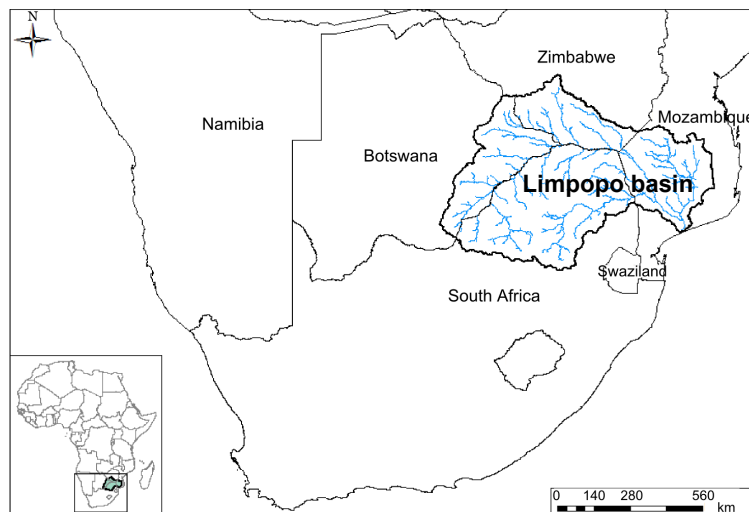 N
Zimbabwe
Mozambique
Namibia
Botswana
Limpopo basin
Swaziland
South Africa
0 140 280 560
km